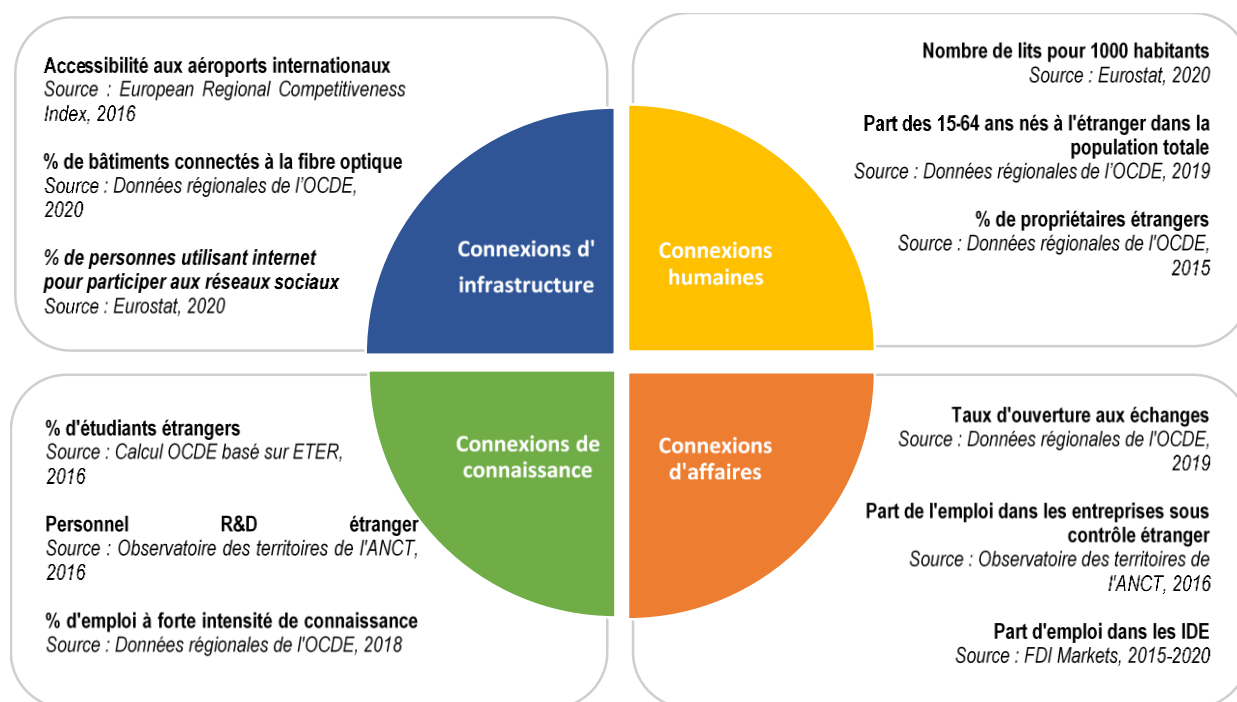 Accessibilité aux aéroports internationaux
Source : European Regional Competitiveness
Index, 2016
% de bâtiments connectés à la fibre optique
Source : Données régionales de l'OCDE,
2020
% de personnes utilisant internet
pour participer aux réseaux sociaux
Source : Eurostat, 2020
Connexions d'
infrastructure
Nombre de lits pour 1000 habitants
Source : Eurostat, 2020
Part des 15-64 ans nés à l'étranger dans la
population totale
Source : Données régionales de l'OCDE, 2019
% de propriétaires étrangers
Source : Données régionales de l'OCDE,
2015
Connexions
humaines
% d'étudiants étrangers
Source : Calcul OCDE basé sur ETER,
2016
Personnel R&D étranger
Source : Observatoire des territoires de l'ANCT,
2016
% d'emploi à forte intensité de connaissance
Source : Données régionales de l'OCDE, 2018
Connexions de
connaissance
Taux d'ouverture aux échanges
Source : Données régionales de l'OCDE,
2019
Part de l'emploi dans les entreprises sous
contrôle étranger
Source : Observatoire des territoires de
l'ANCT, 2016
Part d'emploi dans les IDE
Source : FDI Markets, 2015-2020
Connexions
d'affaires